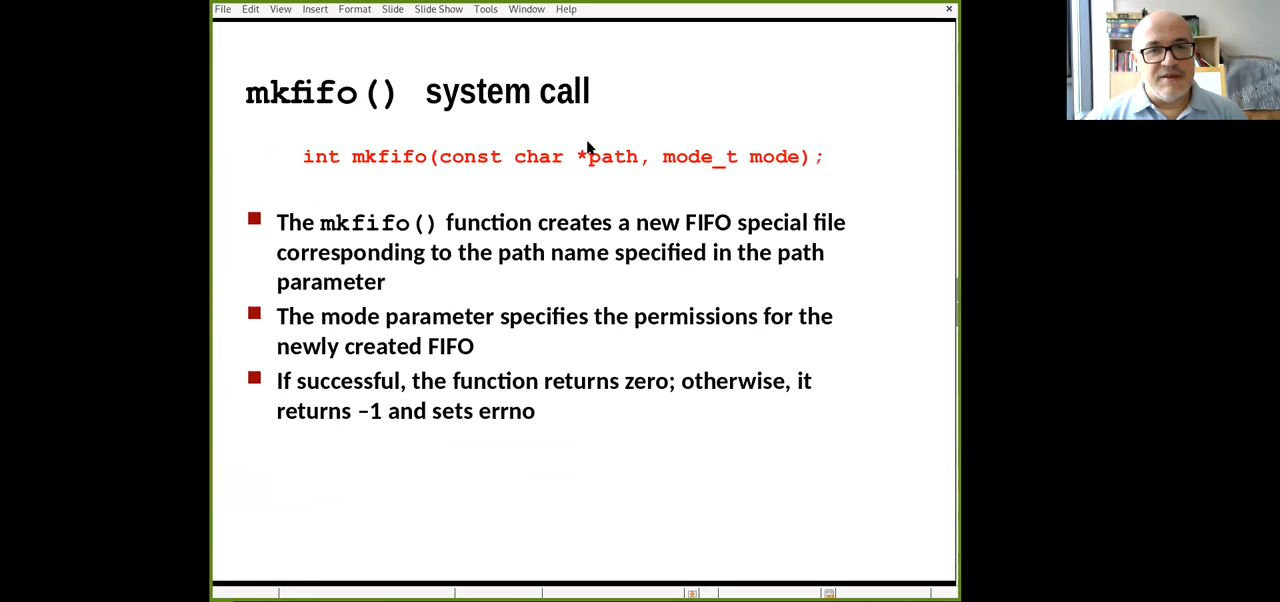 File Edit View Insert Format Slide Slide Show Tools Window Help ×
mkfifo() system call
int mkfifo(const char *path, mode_t mode);
The mkfifo() function creates a new FIFO special file
corresponding to the path name specified in the path
parameter
The mode parameter specifies the permissions for the
newly created FIFO
If successful, the function returns zero; otherwise, it
returns –1 and sets errno